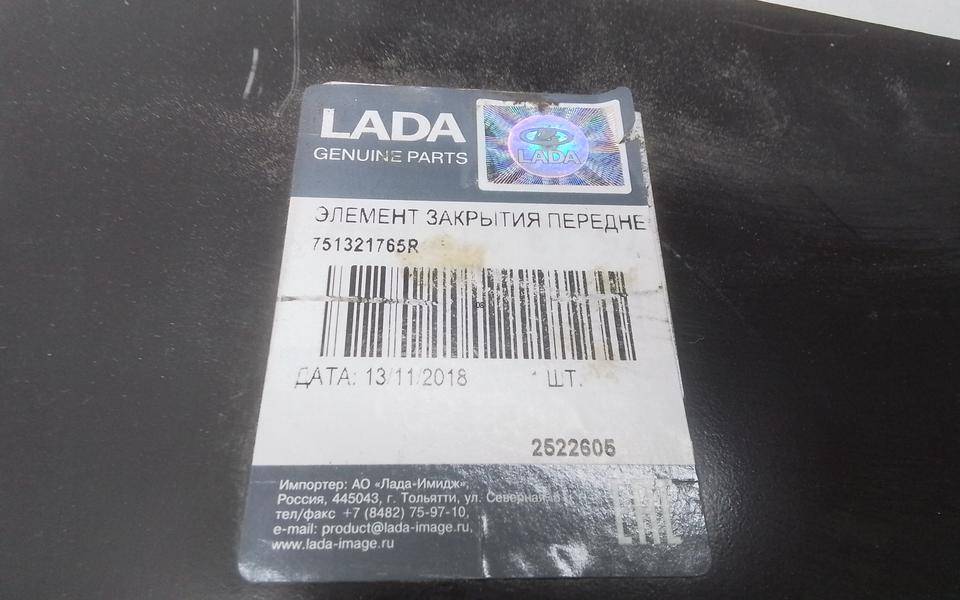 LADA
GENUINE PARTS
LADA
ЭЛЕМЕНТ ЗАКРЫТИЯ ПЕРЕДНЕ
751321765R
ДАТА: 13/11/2018 1 ШТ.
2522605
Импортер: АО «Лада-Имидж»,
Россия, 445043, г. Тольятти, ул. Северная
тел/факс +7 (8482) 75-97-10,
e-mail: product@lada-image.ru,
www.lada-image.ru
EAC